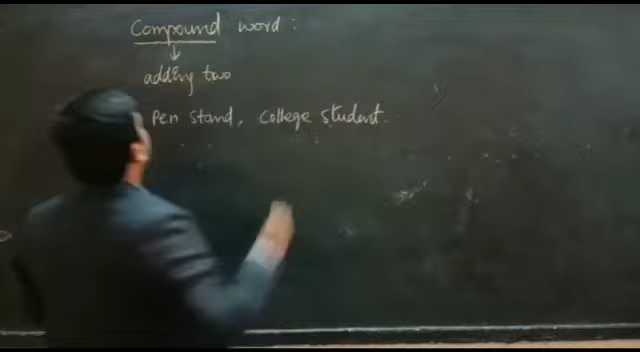 Compound word :
adding two
Pen stand, college student.